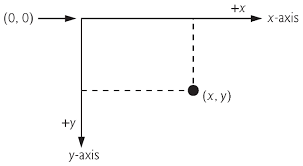 +x
(0, 0)
x-axis
(x, y)
+y
y-axis